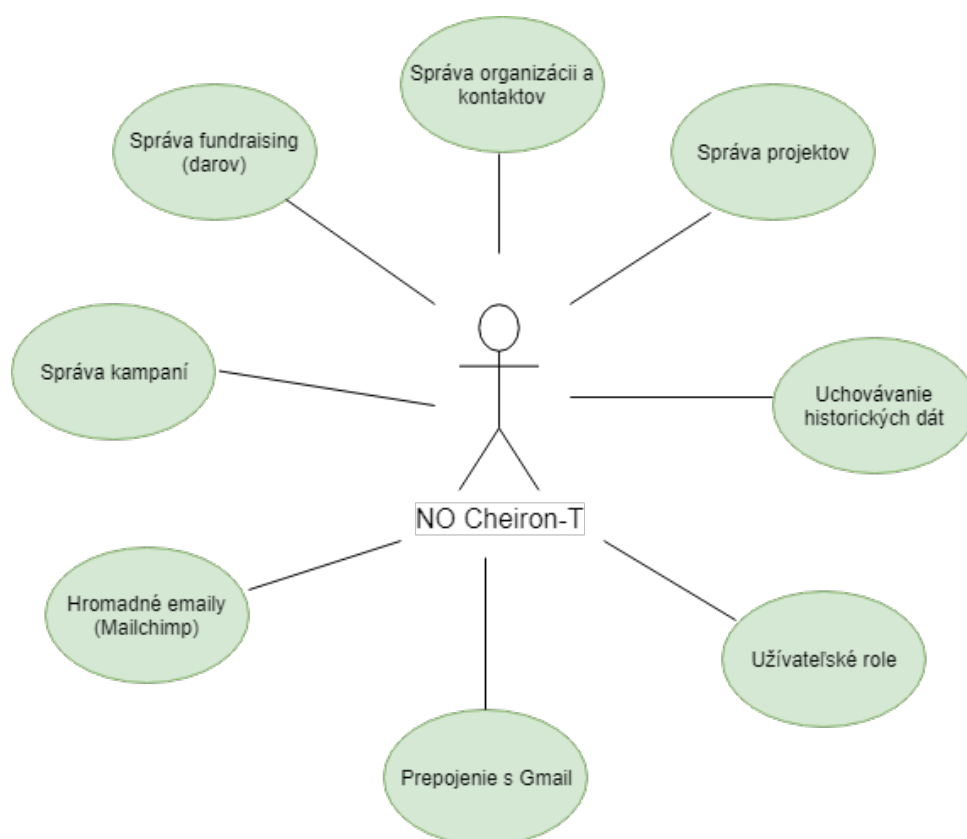 Správa organizácii a
kontaktov
Správa fundraising
(darov)
Správa projektov
Správa kampaní
Uchovávanie
historických dát
NO Cheiron-T
Hromadné emaily
(Mailchimp)
Užívateľské role
Prepojenie s Gmail